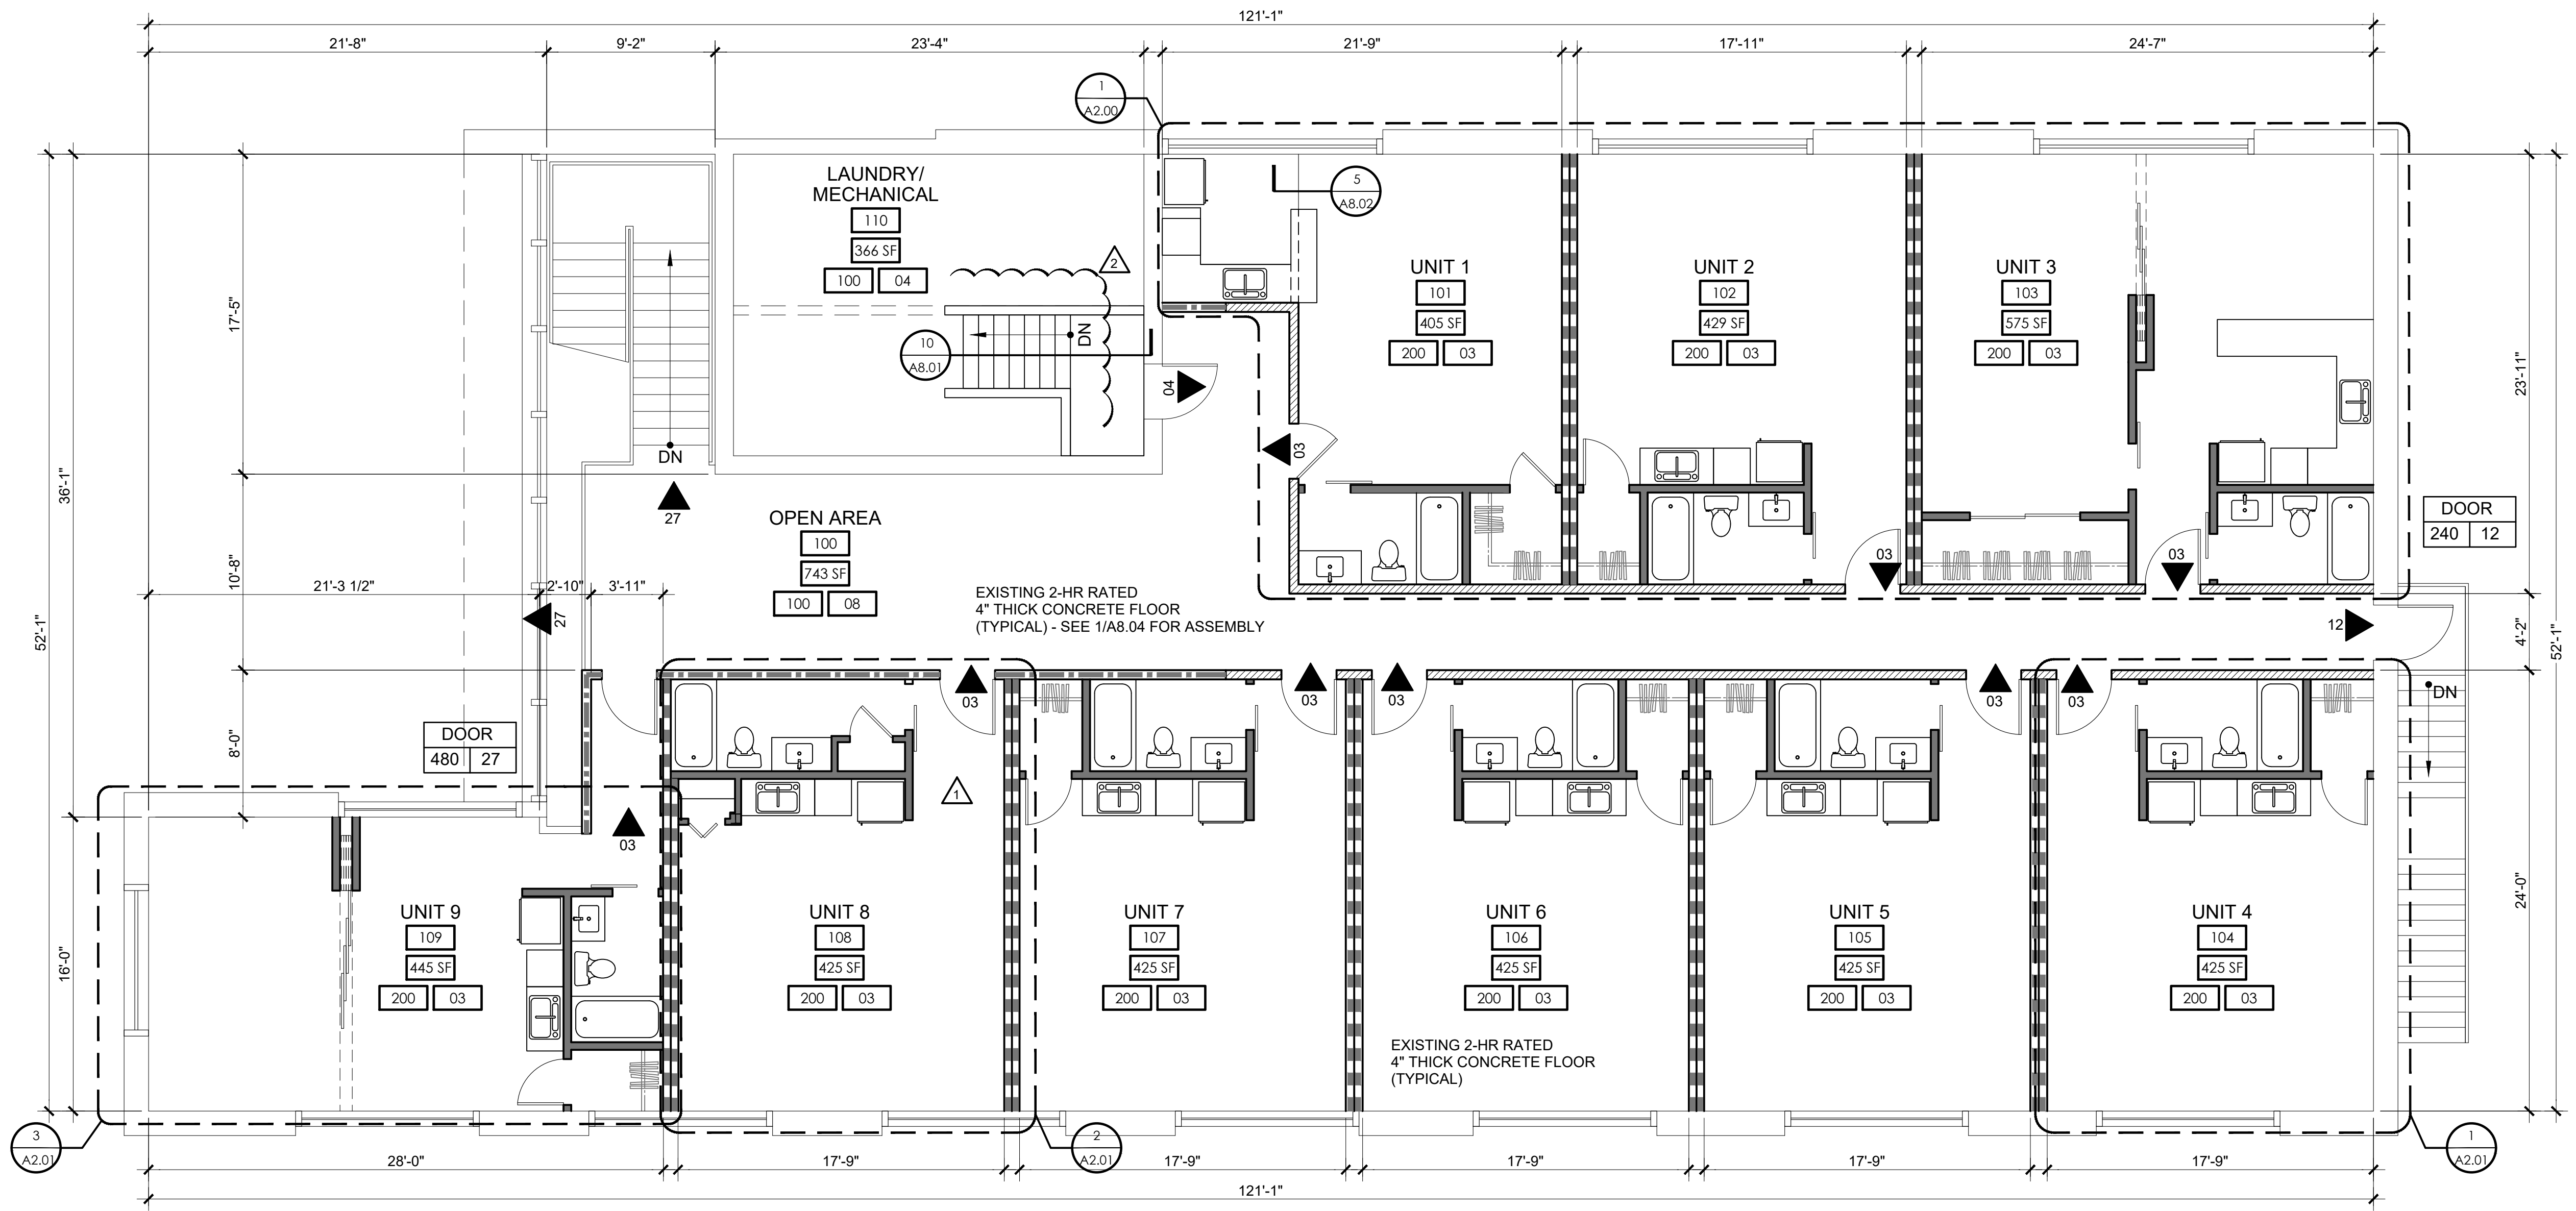 121'-1"
21'-8"
9'-2"
23'-4"
21'-9"
17'-11"
24'-7"
1
A2.00
LAUNDRY/
MECHANICAL
110
366 SF
100 04
2
5
A8.02
UNIT 1
101
405 SF
200 03
UNIT 2
102
429 SF
200 03
UNIT 3
103
575 SF
200 03
17'-5"
DN
10
A8.01
04
23'-11"
36'-1"
03
DN
27
OPEN AREA
100
743 SF
100 08
DOOR
240 12
03
03
10'-8"
21'-3 1/2"
2'-10"
3'-11"
27
EXISTING 2-HR RATED
4" THICK CONCRETE FLOOR
(TYPICAL) - SEE 1/A8.04 FOR ASSEMBLY
12
4'-2"
52'-1"
52'-1"
03
03
03
03
03
DN
DOOR
480 27
8'-0"
1
03
UNIT 9
109
445 SF
200 03
UNIT 8
108
425 SF
200 03
UNIT 7
107
425 SF
200 03
UNIT 6
106
425 SF
200 03
UNIT 5
105
425 SF
200 03
UNIT 4
104
425 SF
200 03
24'-0"
16'-0"
EXISTING 2-HR RATED
4" THICK CONCRETE FLOOR
(TYPICAL)
3
A2.01
2
A2.01
1
A2.01
28'-0"
17'-9"
17'-9"
17'-9"
17'-9"
17'-9"
121'-1"